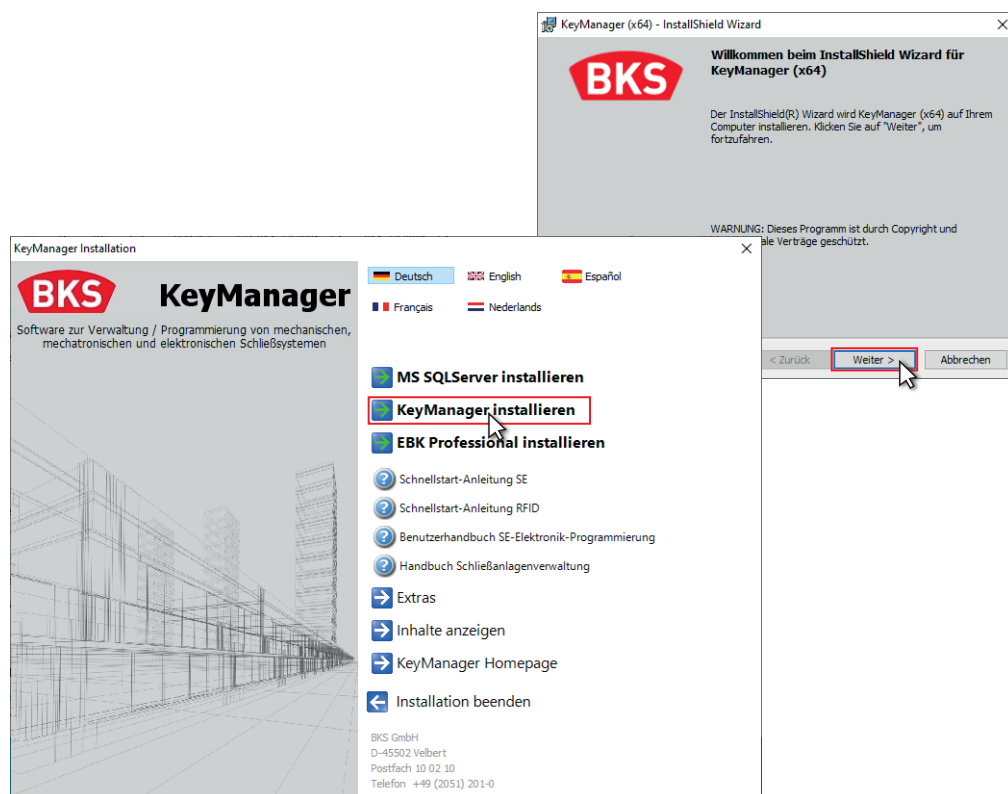 KeyManager (x64) - InstallShield Wizard
BKS
Willkommen beim InstallShield Wizard für
KeyManager (x64)
Der InstallShield(R) Wizard wird KeyManager (x64) auf Ihrem
Computer installieren. Klicken Sie auf "Weiter", um
fortzufahren.
WARNUNG: Dieses Programm ist durch Copyright und
Verträge geschützt.
< Zurück
Weiter >
Abbrechen
KeyManager Installation
BKS
KeyManager
Software zur Verwaltung / Programmierung von mechanischen,
mechatronischen und elektronischen Schließsystemen
Deutsch
English
Español
Français
Nederlands
MS SQLServer installieren
KeyManager installieren
EBK Professional installieren
Schnellstart-Anleitung SE
Schnellstart-Anleitung RFID
Benutzerhandbuch SE-Elektronik-Programmierung
Handbuch Schließanlagenverwaltung
Extras
Inhalte anzeigen
KeyManager Homepage
Installation beenden
BKS GmbH
D-45502 Velbert
Postfach 10 02 10
Telefon +49 (2051) 201-0